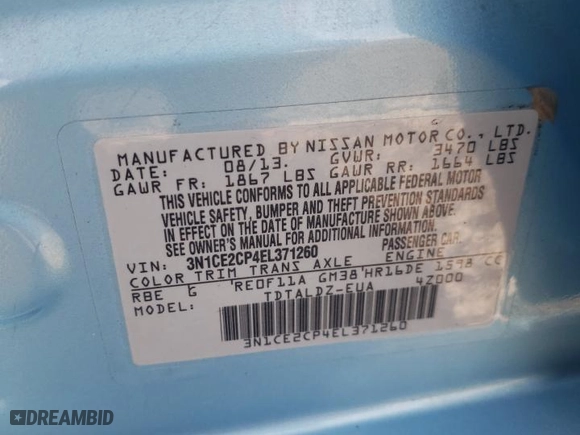 MANUFACTURED BY NISSAN MOTOR CO., LTD.
DATE: 08/13. GVWR: 3470 LBS
GAWR FR: 1867 LBS GAWR RR: 1664 LBS
THIS VEHICLE CONFORMS TO ALL APPLICABLE FEDERAL MOTOR
VEHICLE SAFETY, BUMPER AND THEFT PREVENTION STANDARDS
IN EFFECT ON THE DATE OF MANUFACTURE SHOWN ABOVE.
SEE OWNER'S MANUAL FOR ADDITIONAL INFORMATION.
VIN: 3N1CE2CP4EL371260 PASSENGER CAR
COLOR TRIM TRANS AXLE ENGINE
RBE G RE0F11A GM38 HR16DE 1598 CC
MODEL: TDTALDZ-EUA 4Z000
3N1CE2CP4EL371260
DREAMBID